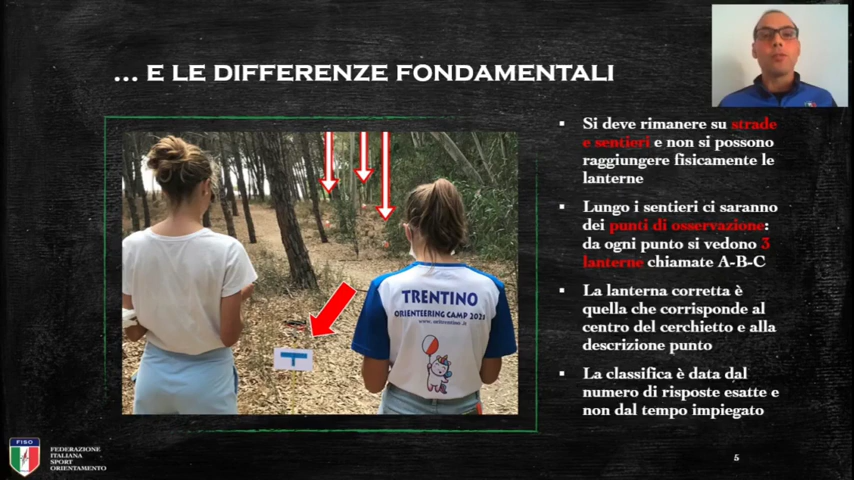 ... E LE DIFFERENZE FONDAMENTALI
Si deve rimanere su strade
e sentieri e non si possono
raggiungere fisicamente le
lanterne
Lungo i sentieri ci saranno
dei punti di osservazione:
da ogni punto si vedono 3
lanterne chiamate A-B-C
La lanterna corretta è
quella che corrisponde al
centro del cerchietto e alla
descrizione punto
La classifica è data dal
numero di risposte esatte e
non dal tempo impiegato
TRENTINO
ORIENTEERING CAMP 2021
FISO
FEDERAZIONE
ITALIANA
SPORT
ORIENTAMENTO
5